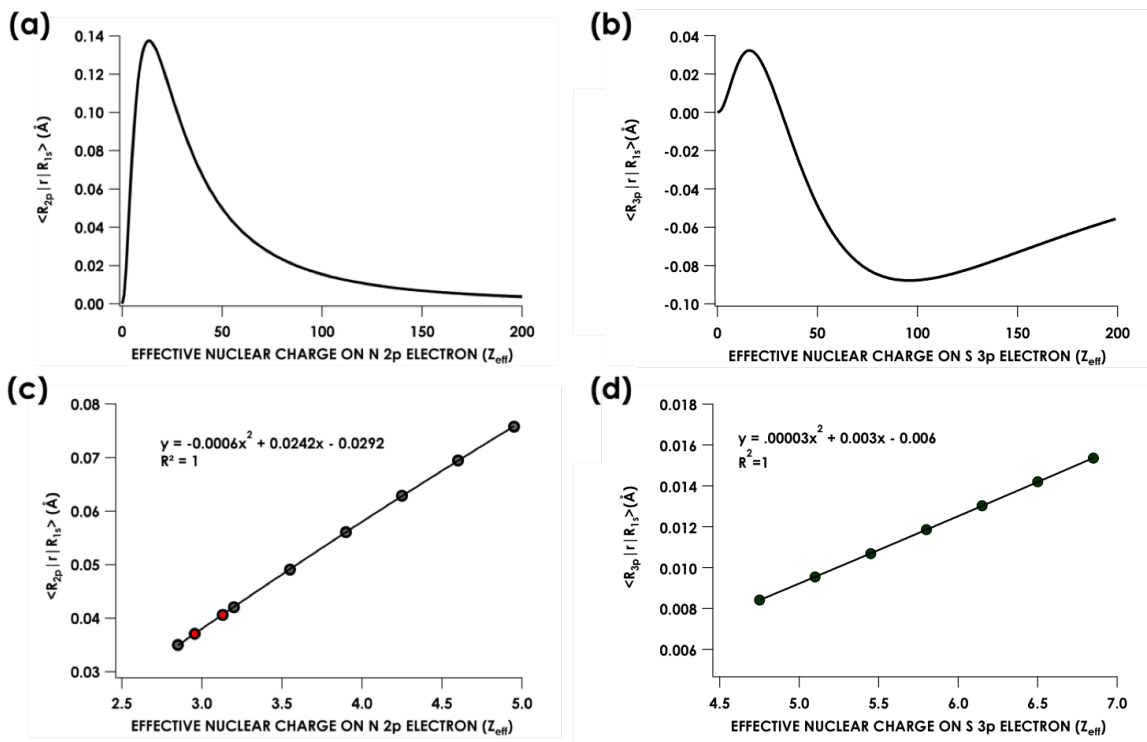 (a)
<R2p|r|R1s> (Å)
0.14
0.12
0.10
0.08
0.06
0.04
0.02
0.00
0 50 100 150 200
EFFECTIVE NUCLEAR CHARGE ON N 2p ELECTRON (Zeff)
(b)
<R3p|r|R1s>(Å)
0.04
0.02
0.00
-0.02
-0.04
-0.06
-0.08
-0.10
0 50 100 150 200
EFFECTIVE NUCLEAR CHARGE ON S 3p ELECTRON (Zeff)
(c)
<R2p|r|R1s> (Å)
0.08
0.07
0.06
0.05
0.04
0.03
y = -0.0006x² + 0.0242x - 0.0292
R² = 1
2.5 3.0 3.5 4.0 4.5 5.0
EFFECTIVE NUCLEAR CHARGE ON N 2p ELECTRON (Zeff)
(d)
<R3p|r|R1s>(Å)
0.018
0.016
0.014
0.012
0.010
0.008
0.006
y = .00003x² + 0.003x - 0.006
R²=1
4.5 5.0 5.5 6.0 6.5 7.0
EFFECTIVE NUCLEAR CHARGE ON S 3p ELECTRON (Zeff)